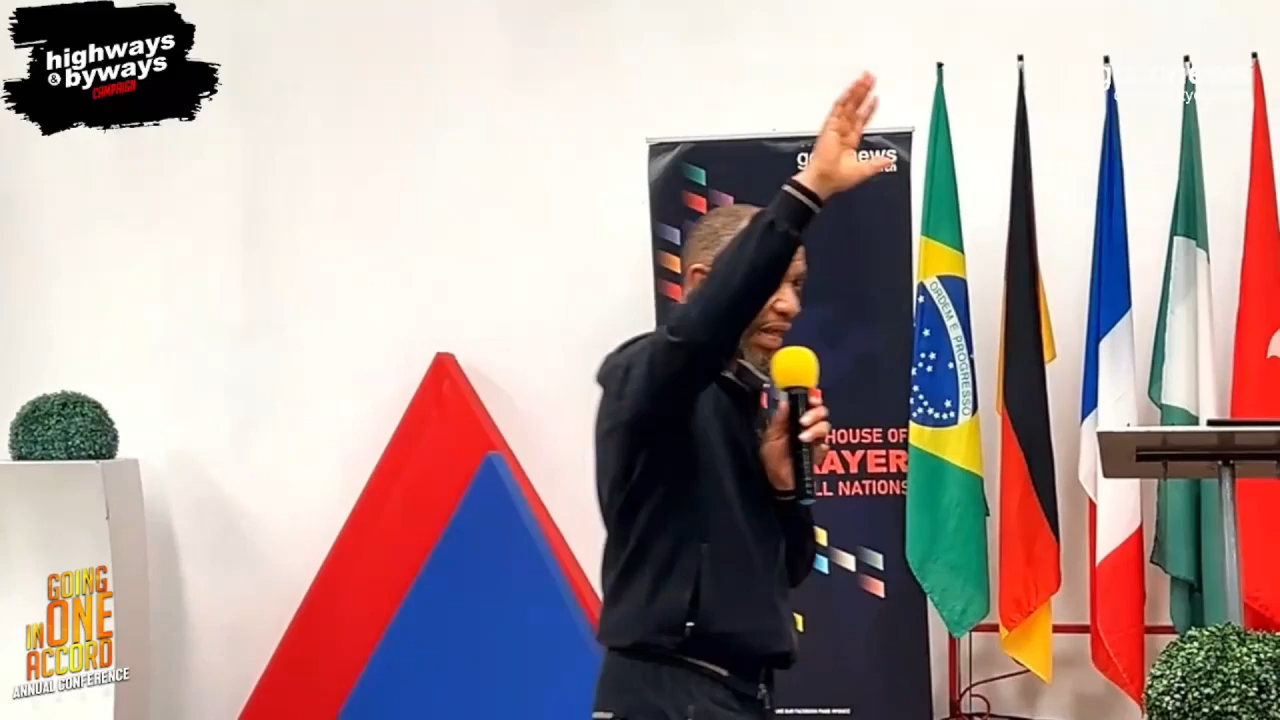 highways
& byways
CAMPAIGN
HOUSE OF
AYER
LL NATIONS
ORDEM E PROGRESSO
GOING
IN ONE
ACCORD
ANNUAL CONFERENCE